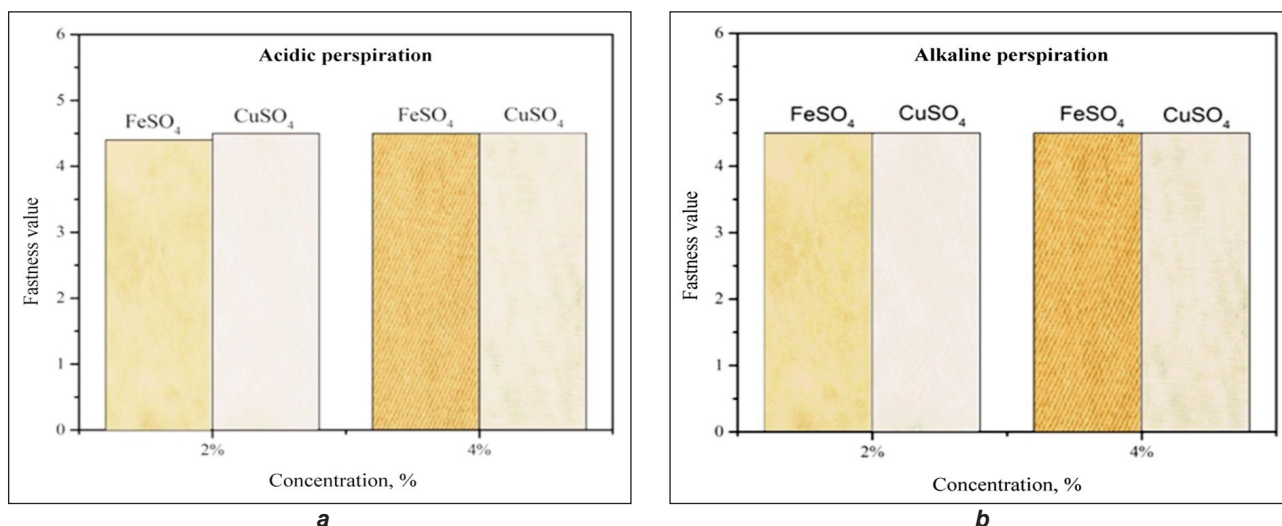 Acidic perspiration
6
5
4
3
2
1
0
Fastness value
FeSO₄
CuSO₄
FeSO₄
CuSO₄
2%
4%
Concentration, %
a
Alkaline perspiration
6
5
4
3
2
1
0
Fastness value
FeSO₄
CuSO₄
FeSO₄
CuSO₄
2%
4%
Concentration, %
b